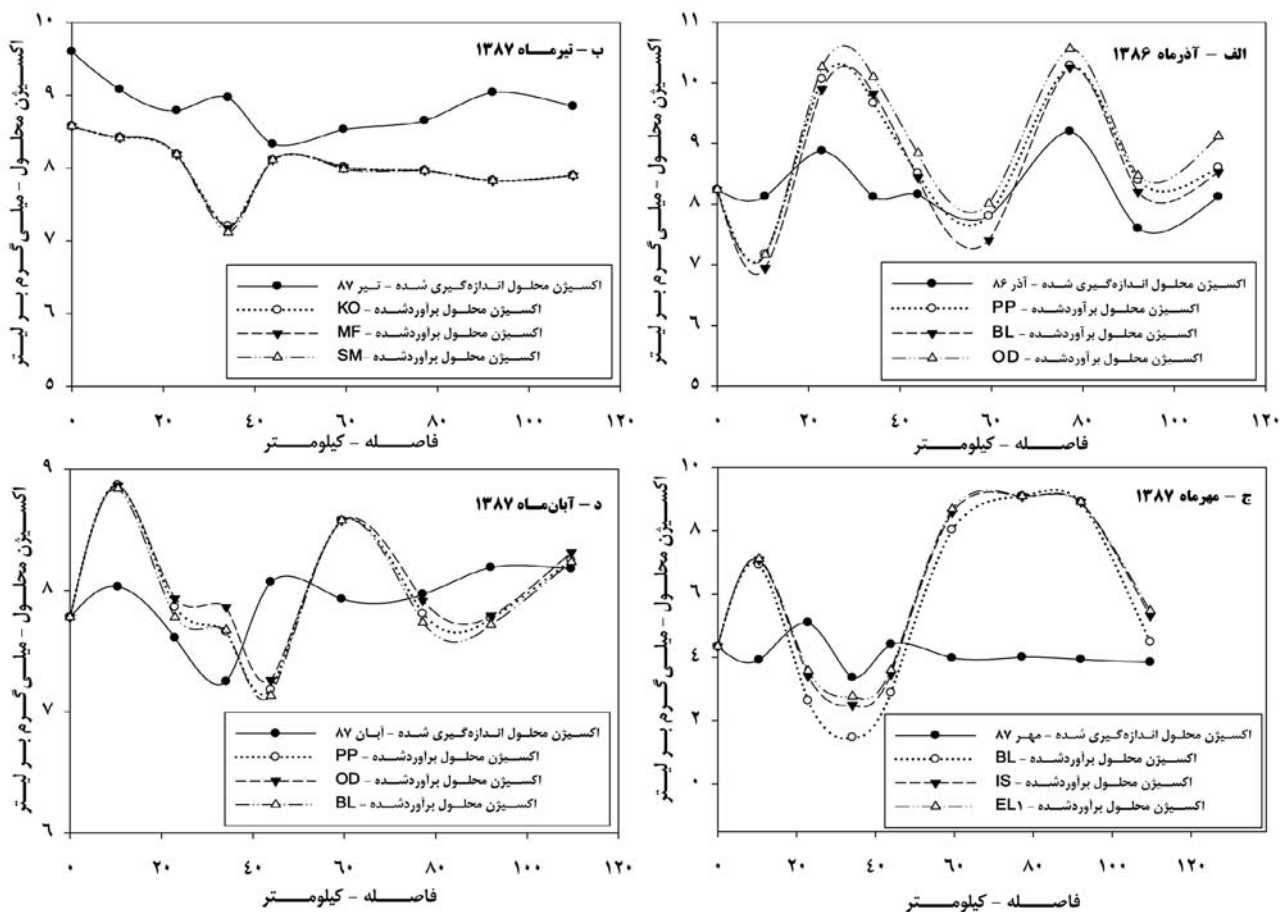 الف - آذرماه ۱۳۸۶
اکسیژن محلول - میلی گرم بر لیتر
۱۱
۱۰
۹
۸
۷
۶
۵
اکسیژن محلول اندازه‌گیری شده - آذر ۸۶
اکسیژن محلول برآوردشده - PP
اکسیژن محلول برآوردشده - BL
اکسیژن محلول برآوردشده - OD
۰ ۲۰ ۴۰ ۶۰ ۸۰ ۱۰۰ ۱۲۰
فاصله - کیلومتر
ب - تیرماه ۱۳۸۷
اکسیژن محلول - میلی گرم بر لیتر
۱۰
۹
۸
۷
۶
۵
اکسیژن محلول اندازه‌گیری شده - تیر ۸۷
اکسیژن محلول برآوردشده - KO
اکسیژن محلول برآوردشده - MF
اکسیژن محلول برآوردشده - SM
۰ ۲۰ ۴۰ ۶۰ ۸۰ ۱۰۰ ۱۲۰
فاصله - کیلومتر
ج - مهرماه ۱۳۸۷
اکسیژن محلول - میلی گرم بر لیتر
۱۰
۸
۶
۴
۲
۰
اکسیژن محلول اندازه‌گیری شده - مهر ۸۷
اکسیژن محلول برآوردشده - BL
اکسیژن محلول برآوردشده - IS
اکسیژن محلول برآوردشده - EL۱
۰ ۲۰ ۴۰ ۶۰ ۸۰ ۱۰۰ ۱۲۰
فاصله - کیلومتر
د - آبان‌ماه ۱۳۸۷
اکسیژن محلول - میلی گرم بر لیتر
۹
۸
۷
۶
اکسیژن محلول اندازه‌گیری شده - آبان ۸۷
اکسیژن محلول برآوردشده - PP
اکسیژن محلول برآوردشده - OD
اکسیژن محلول برآوردشده - BL
۰ ۲۰ ۴۰ ۶۰ ۸۰ ۱۰۰ ۱۲۰
فاصله - کیلومتر